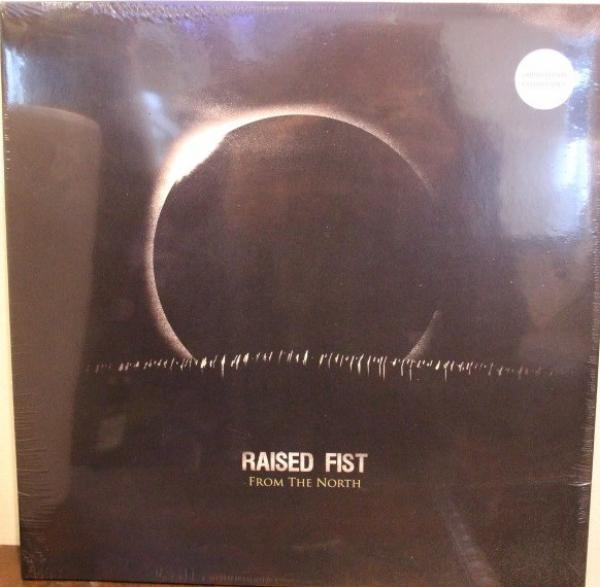 RAISED FIST
FROM THE NORTH